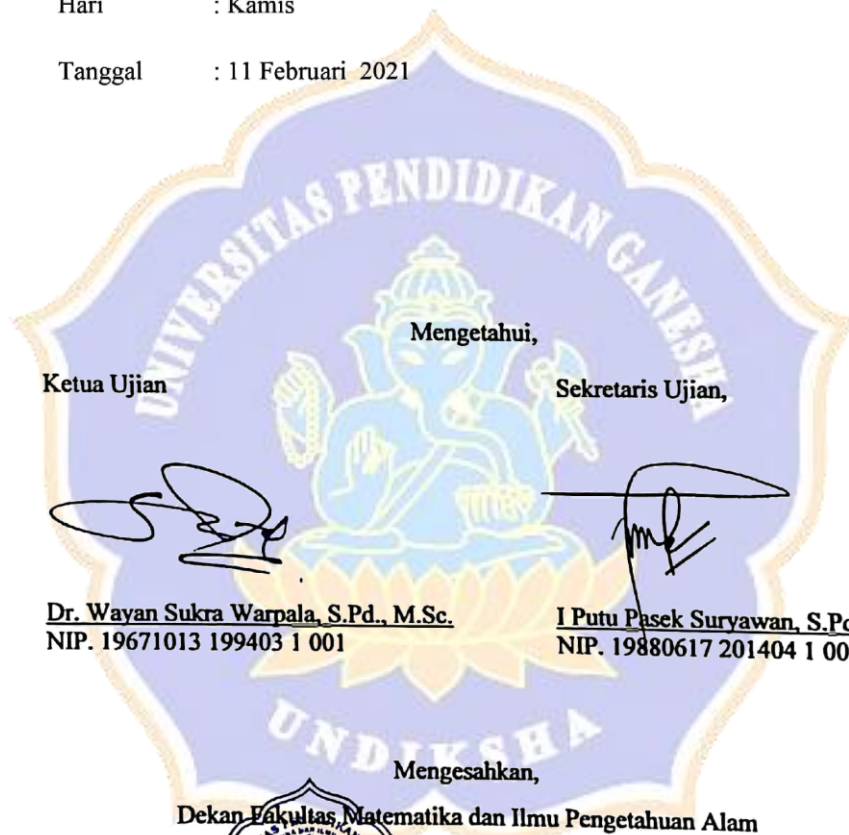 Hari : Kamis
Tanggal : 11 Februari 2021
UNIVERSITAS PENDIDIKAN GANESHA
Mengetahui,
Ketua Ujian
Sekretaris Ujian,
Dr. Wayan Sukra Warpala, S.Pd., M.Sc.
NIP. 19671013 199403 1 001
I Putu Pasek Suryawan, S.Pd
NIP. 19880617 201404 1 00
UNDIKSHA
Mengesahkan,
Dekan Fakultas Matematika dan Ilmu Pengetahuan Alam